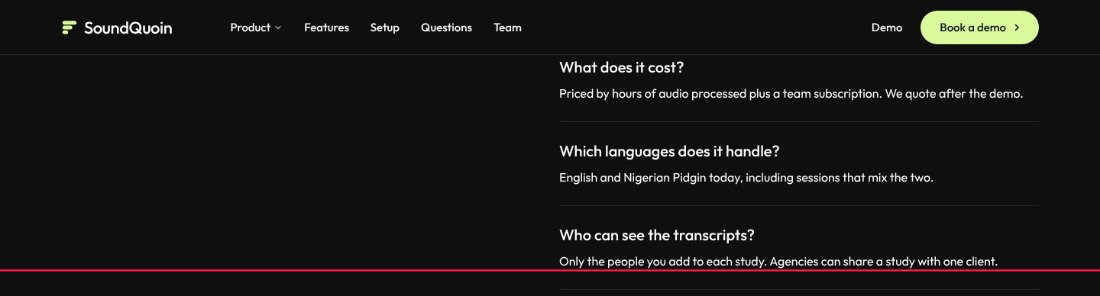 SoundQuoin
Product
Features
Setup
Questions
Team
Demo
Book a demo
What does it cost?
Priced by hours of audio processed plus a team subscription. We quote after the demo.
Which languages does it handle?
English and Nigerian Pidgin today, including sessions that mix the two.
Who can see the transcripts?
Only the people you add to each study. Agencies can share a study with one client.